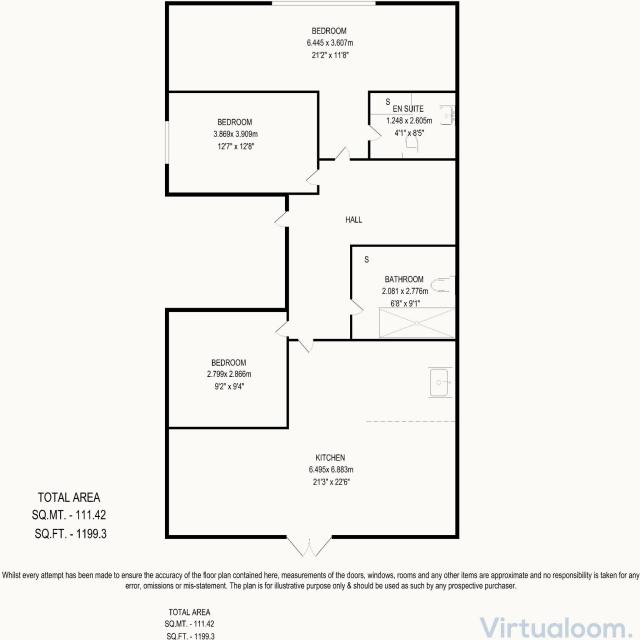 BEDROOM
6.445 x 3.607m
21'2" x 11'8"
S
EN SUITE
1.248 x 2.605m
4'1" x 8'5"
BEDROOM
3.869x 3.909m
12'7" x 12'8"
HALL
S
BATHROOM
2.081 x 2.776m
6'8" x 9'1"
BEDROOM
2.799x 2.866m
9'2" x 9'4"
KITCHEN
6.495x 6.883m
21'3" x 22'6"
TOTAL AREA
SQ.MT. - 111.42
SQ.FT. - 1199.3
Whilst every attempt has been made to ensure the accuracy of the floor plan contained here, measurements of the doors, windows, rooms and any other items are approximate and no responsibility is taken for any
error, omissions or mis-statement. The plan is for illustrative purpose only & should be used as such by any prospective purchaser.
TOTAL AREA
SQ.MT. - 111.42
SQ.FT. - 1199.3
Virtualoom.